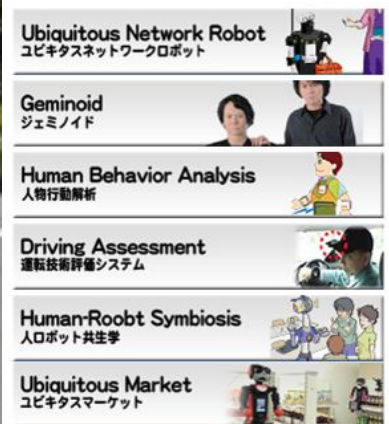 Ubiquitous Network Robot
ユビキタスネットワークロボット
Geminoid
ジェミノイド
Human Behavior Analysis
人物行動解析
Driving Assessment
運転技術評価システム
Human-Roobt Symbiosis
人ロボット共生学
Ubiquitous Market
ユビキタスマーケット